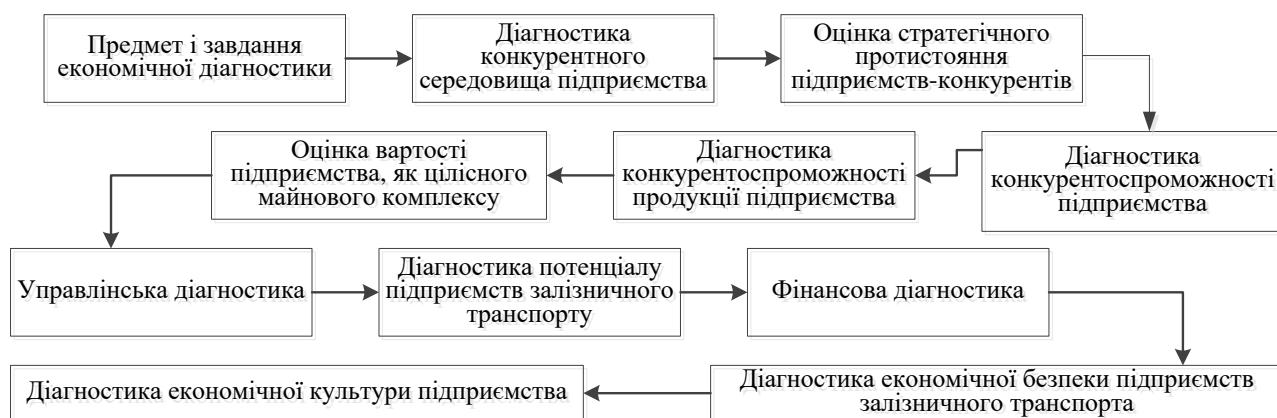 Предмет і завдання
економічної діагностики
Діагностика
конкурентного
середовища підприємства
Оцінка стратегічного
протистояння
підприємств-конкурентів
Діагностика
конкурентоспроможності
підприємства
Діагностика
конкурентоспроможності
продукції підприємства
Оцінка вартості
підприємства, як цілісного
майнового комплексу
Управлінська діагностика
Діагностика потенціалу
підприємств залізничного
транспорту
Фінансова діагностика
Діагностика економічної безпеки підприємств
залізничного транспорта
Діагностика економічної культури підприємства